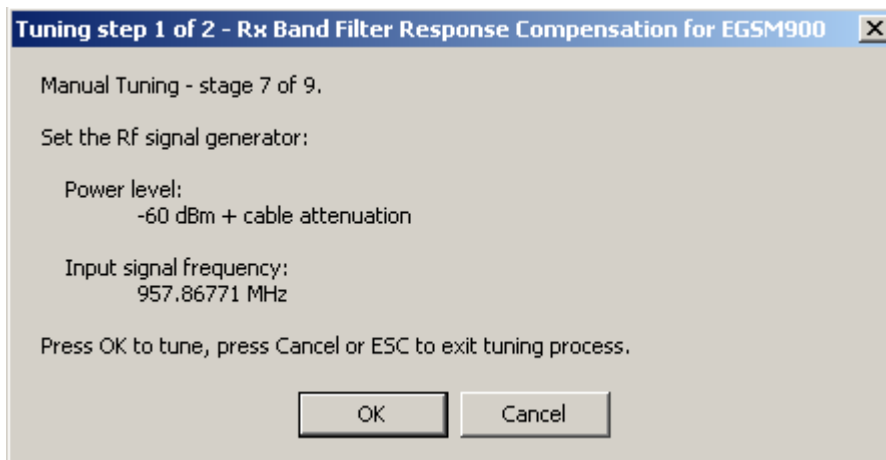 Tuning step 1 of 2 - Rx Band Filter Response Compensation for EGSM900
Manual Tuning - stage 7 of 9.
Set the Rf signal generator:
Power level:
-60 dBm + cable attenuation
Input signal frequency:
957.86771 MHz
Press OK to tune, press Cancel or ESC to exit tuning process.
OK
Cancel